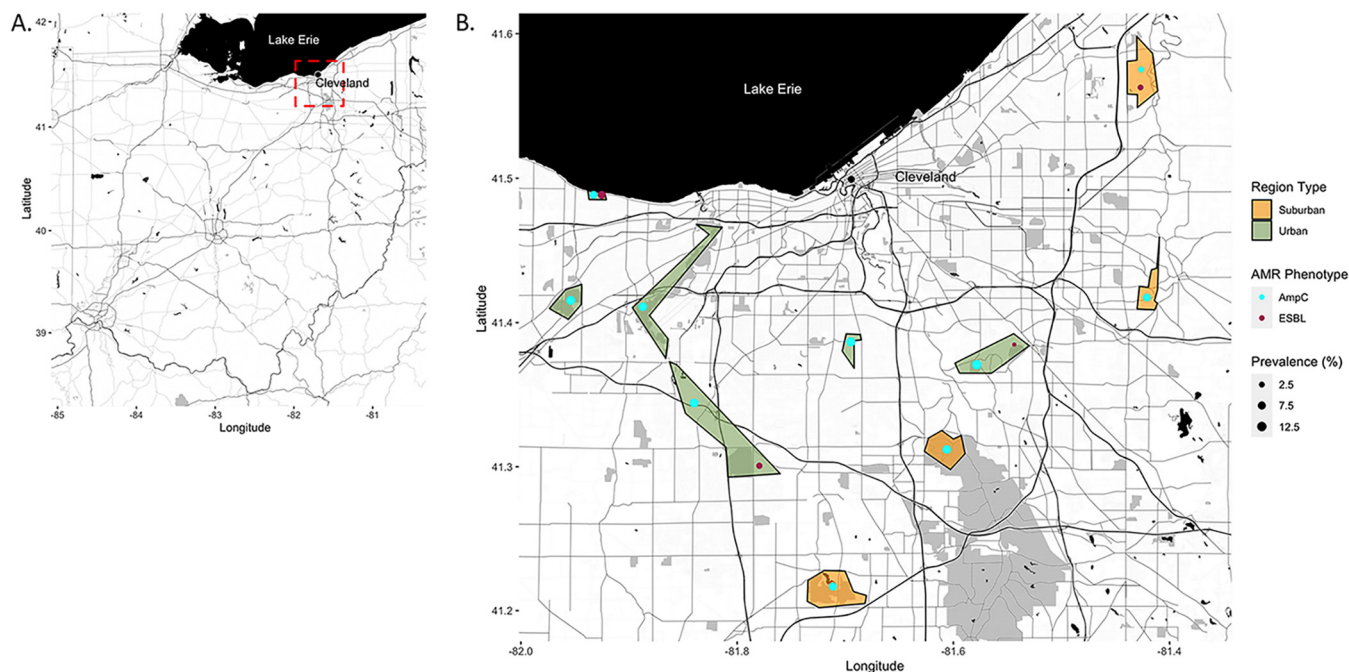 A.
42
41
40
39
Latitude
-85
-84
-83
-82
-81
Longitude
Lake Erie
Cleveland
B.
41.6
41.5
41.4
41.3
41.2
Latitude
-82.0
-81.8
-81.6
-81.4
Longitude
Lake Erie
Cleveland
Region Type
Suburban
Urban
AMR Phenotype
AmpC
ESBL
Prevalence (%)
2.5
7.5
12.5